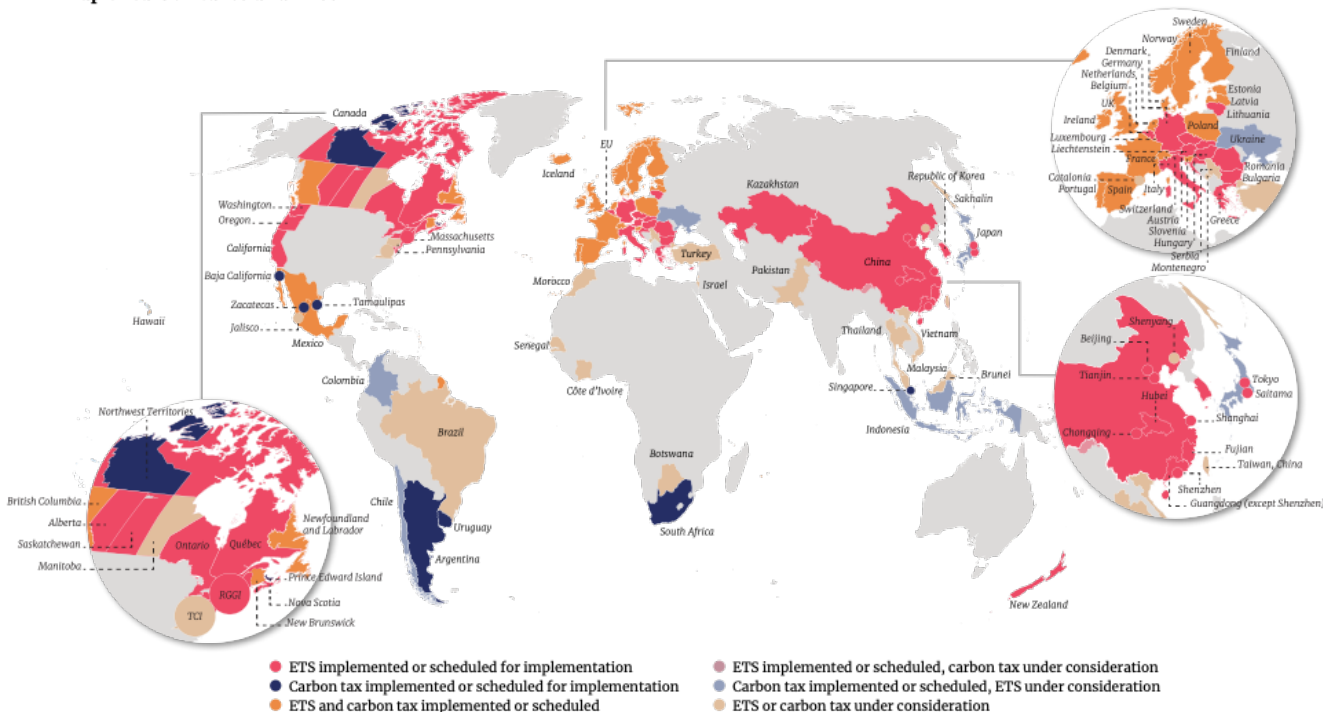 Canada
EU
Iceland
Kazakhstan
Republic of Korea
Sakhalin
Washington
Oregon
California
Massachusetts
Pennsylvania
Japan
China
Turkey
Baja California
Pakistan
Israel
Morocco
Zacatecas
Tamaulipas
Hawaii
Jalisco
Mexico
Thailand
Vietnam
Senegal
Malaysia
Brunei
Colombia
Côte d'Ivoire
Singapore
Brazil
Indonesia
Botswana
Chile
Uruguay
South Africa
Argentina
New Zealand
Sweden
Norway
Denmark
Finland
Germany
Netherlands
Belgium
Estonia
Latvia
Lithuania
UK
Ireland
Poland
Ukraine
Luxembourg
Liechtenstein
France
Romania
Bulgaria
Catalonia
Portugal
Spain
Italy
Switzerland
Austria
Slovenia
Hungary
Serbia
Montenegro
Greece
Shenyang
Beijing
Tianjin
Hubei
Tokyo
Saitama
Shanghai
Chongqing
Fujian
Taiwan, China
Shenzhen
Guangdong (except Shenzhen)
Northwest Territories
British Columbia
Alberta
Saskatchewan
Manitoba
Ontario
Québec
Newfoundland
and Labrador
Prince Edward Island
RGGI
TCI
Nova Scotia
New Brunswick
ETS implemented or scheduled for implementation
Carbon tax implemented or scheduled for implementation
ETS and carbon tax implemented or scheduled
ETS implemented or scheduled, carbon tax under consideration
Carbon tax implemented or scheduled, ETS under consideration
ETS or carbon tax under consideration